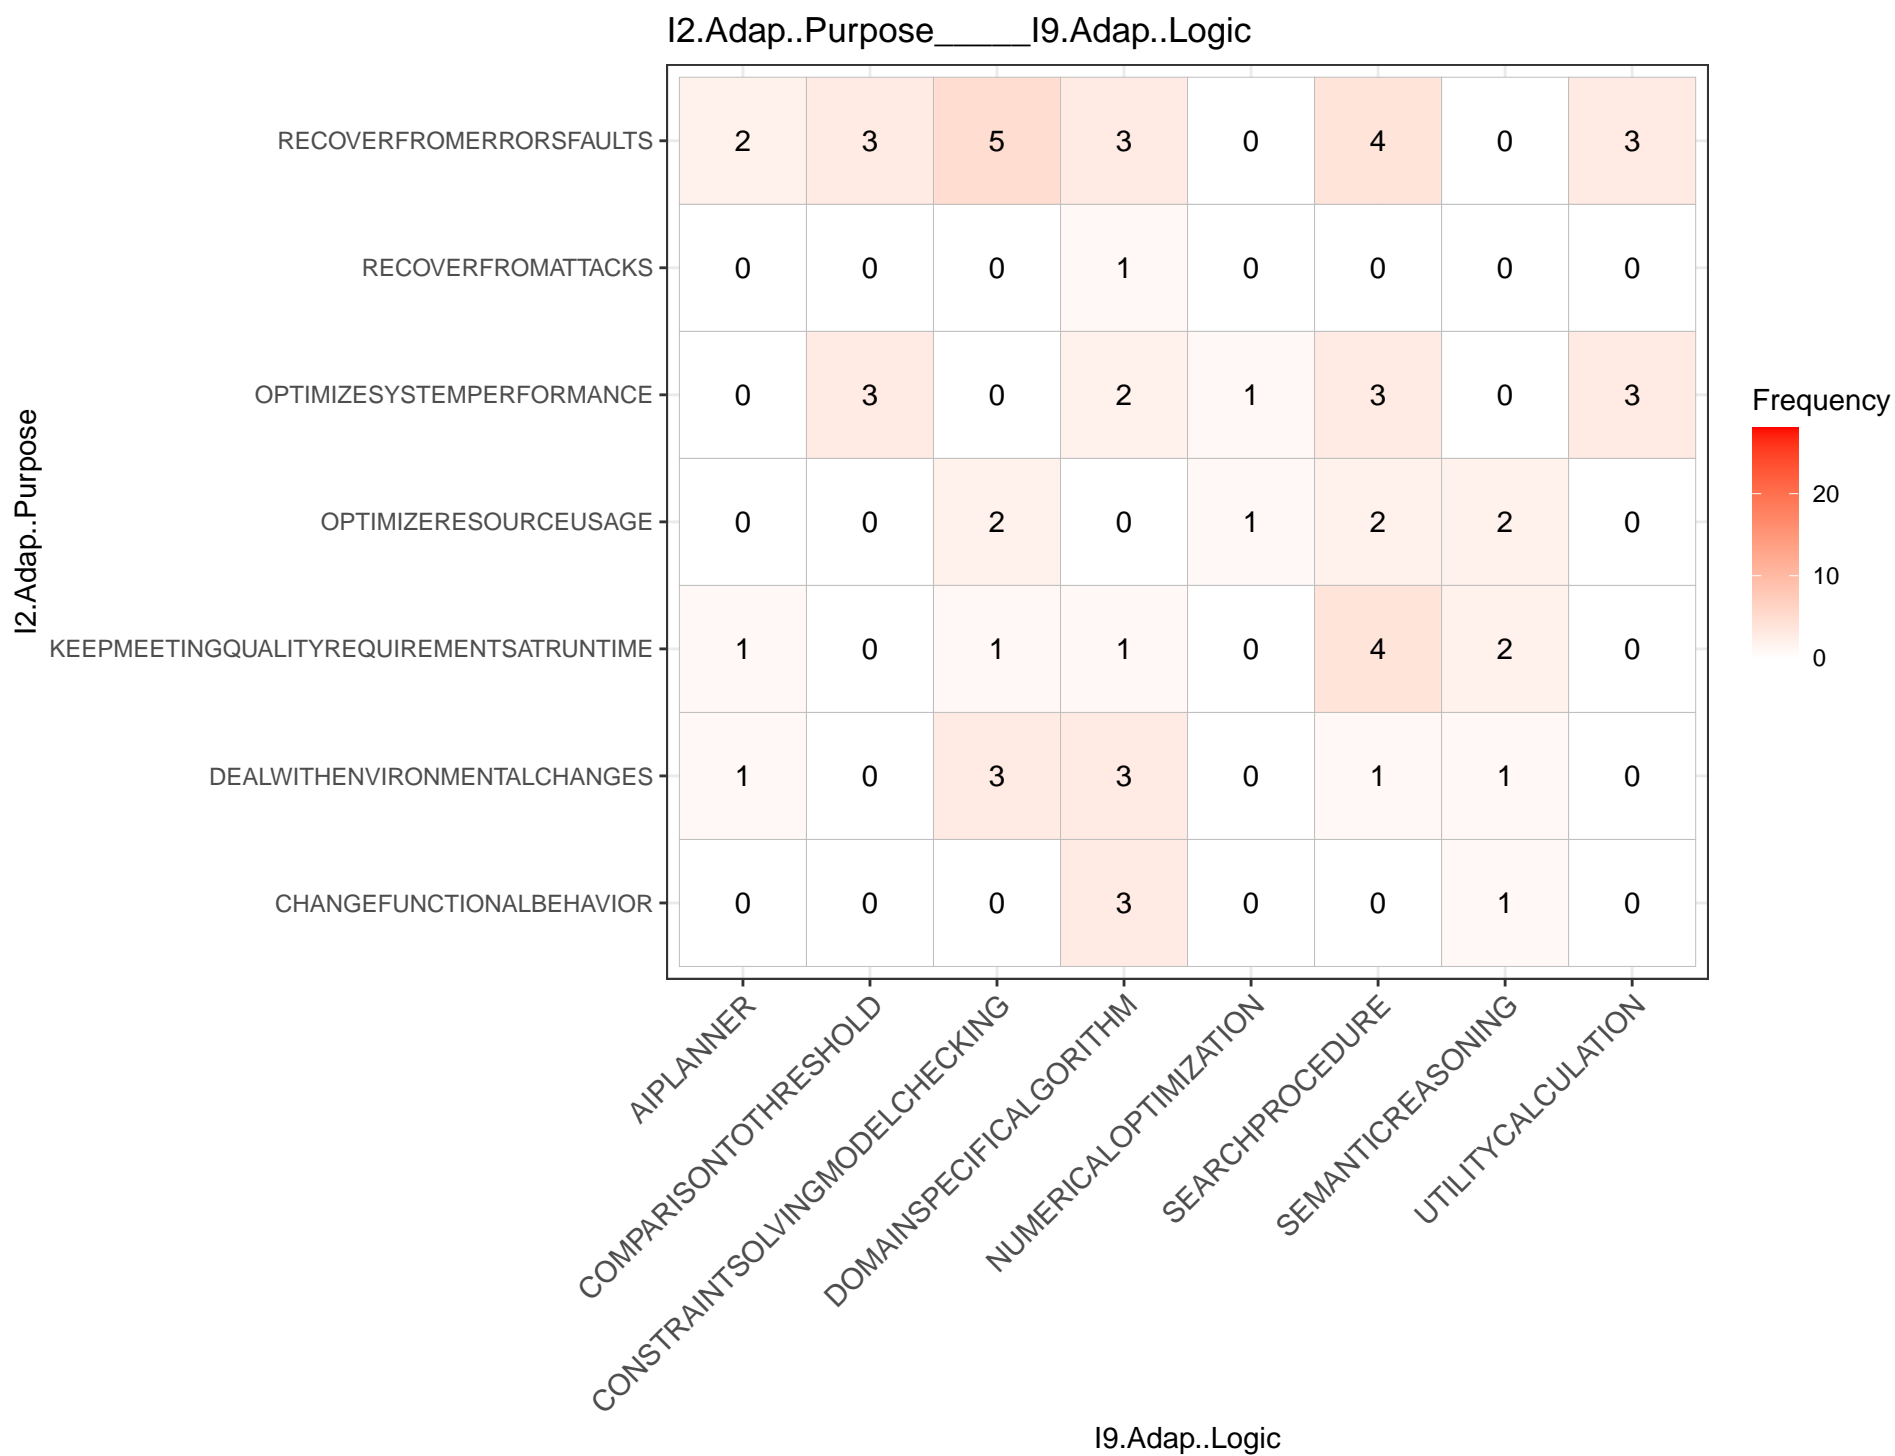 I2.Adap..Purpose_____I9.Adap..Logic
I2.Adap..Purpose
RECOVERFROMERRORSFAULTS 2 3 5 3 0 4 0 3
RECOVERFROMATTACKS 0 0 0 1 0 0 0 0
OPTIMIZESYSTEMPERFORMANCE 0 3 0 2 1 3 0 3
OPTIMIZERESOURCEUSAGE 0 0 2 0 1 2 2 0
KEEPMEETINGQUALITYREQUIREMENTSATRUNTIME 1 0 1 1 0 4 2 0
DEALWITHENVIRONMENTALCHANGES 1 0 3 3 0 1 1 0
CHANGEFUNCTIONALBEHAVIOR 0 0 0 3 0 0 1 0
AIPLANNER
COMPARISONTOTHRESHOLD
CONSTRAINTSOLVINGMODELCHECKING
DOMAINSPECIFICALGORITHM
NUMERICALOPTIMIZATION
SEARCHPROCEDURE
SEMANTICREASONING
UTILITYCALCULATION
I9.Adap..Logic
Frequency
20
10
0